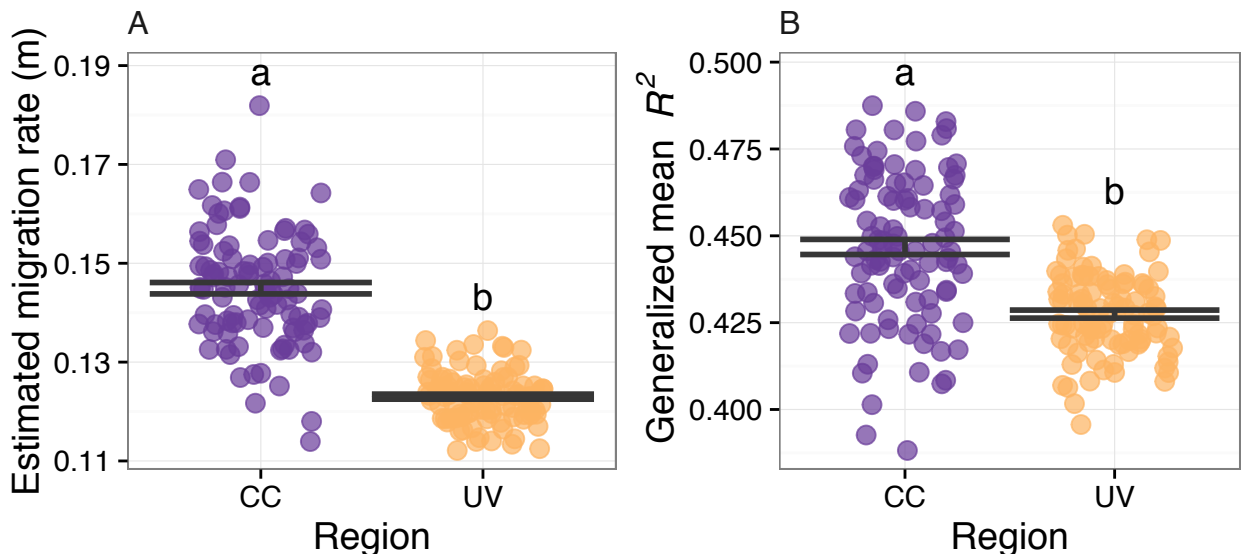 A
Estimated migration rate (m)
0.19
0.17
0.15
0.13
0.11
a
b
CC
UV
Region
B
Generalized mean R²
0.500
0.475
0.450
0.425
0.400
a
b
CC
UV
Region